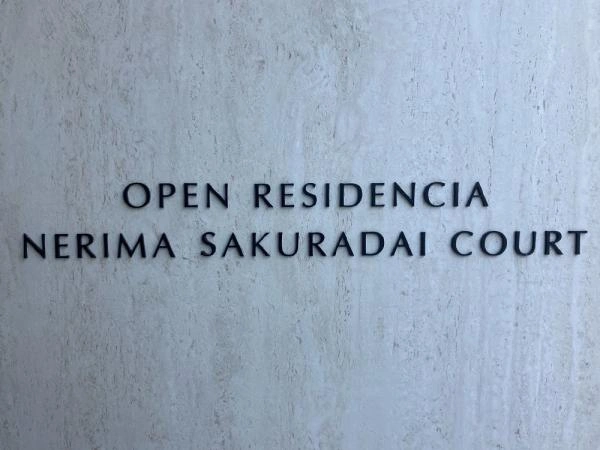 OPEN RESIDENCIA
NERIMA SAKURADAI COURT